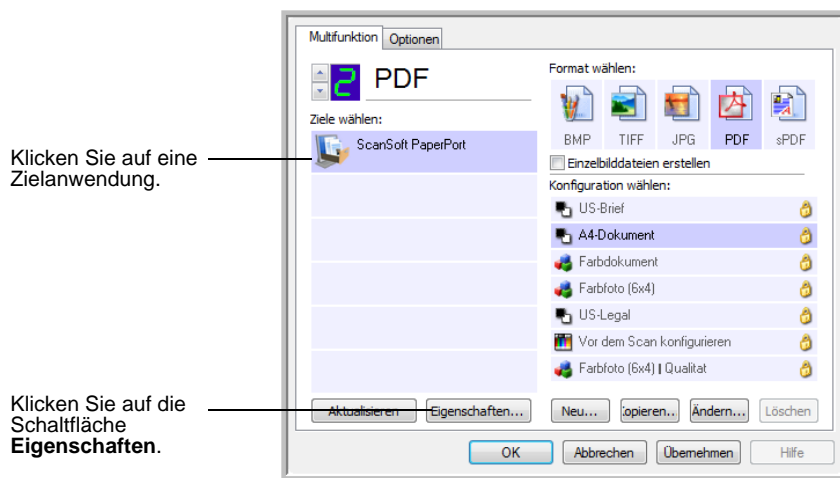 Multifunktion Optionen
2 PDF
Ziele wählen:
ScanSoft PaperPort
Format wählen:
BMP TIFF JPG PDF sPDF
Einzelbilddateien erstellen
Konfiguration wählen:
US-Brief
A4-Dokument
Farbdokument
Farbfoto (6x4)
US-Legal
Vor dem Scan konfigurieren
Farbfoto (6x4) | Qualitat
Klicken Sie auf eine
Zielanwendung.
Klicken Sie auf die
Schaltfläche
Eigenschaften.
Aktualisieren Eigenschaften... Neu... Kopieren.. Ändern... Löschen
OK Abbrechen Übernehmen Hilfe